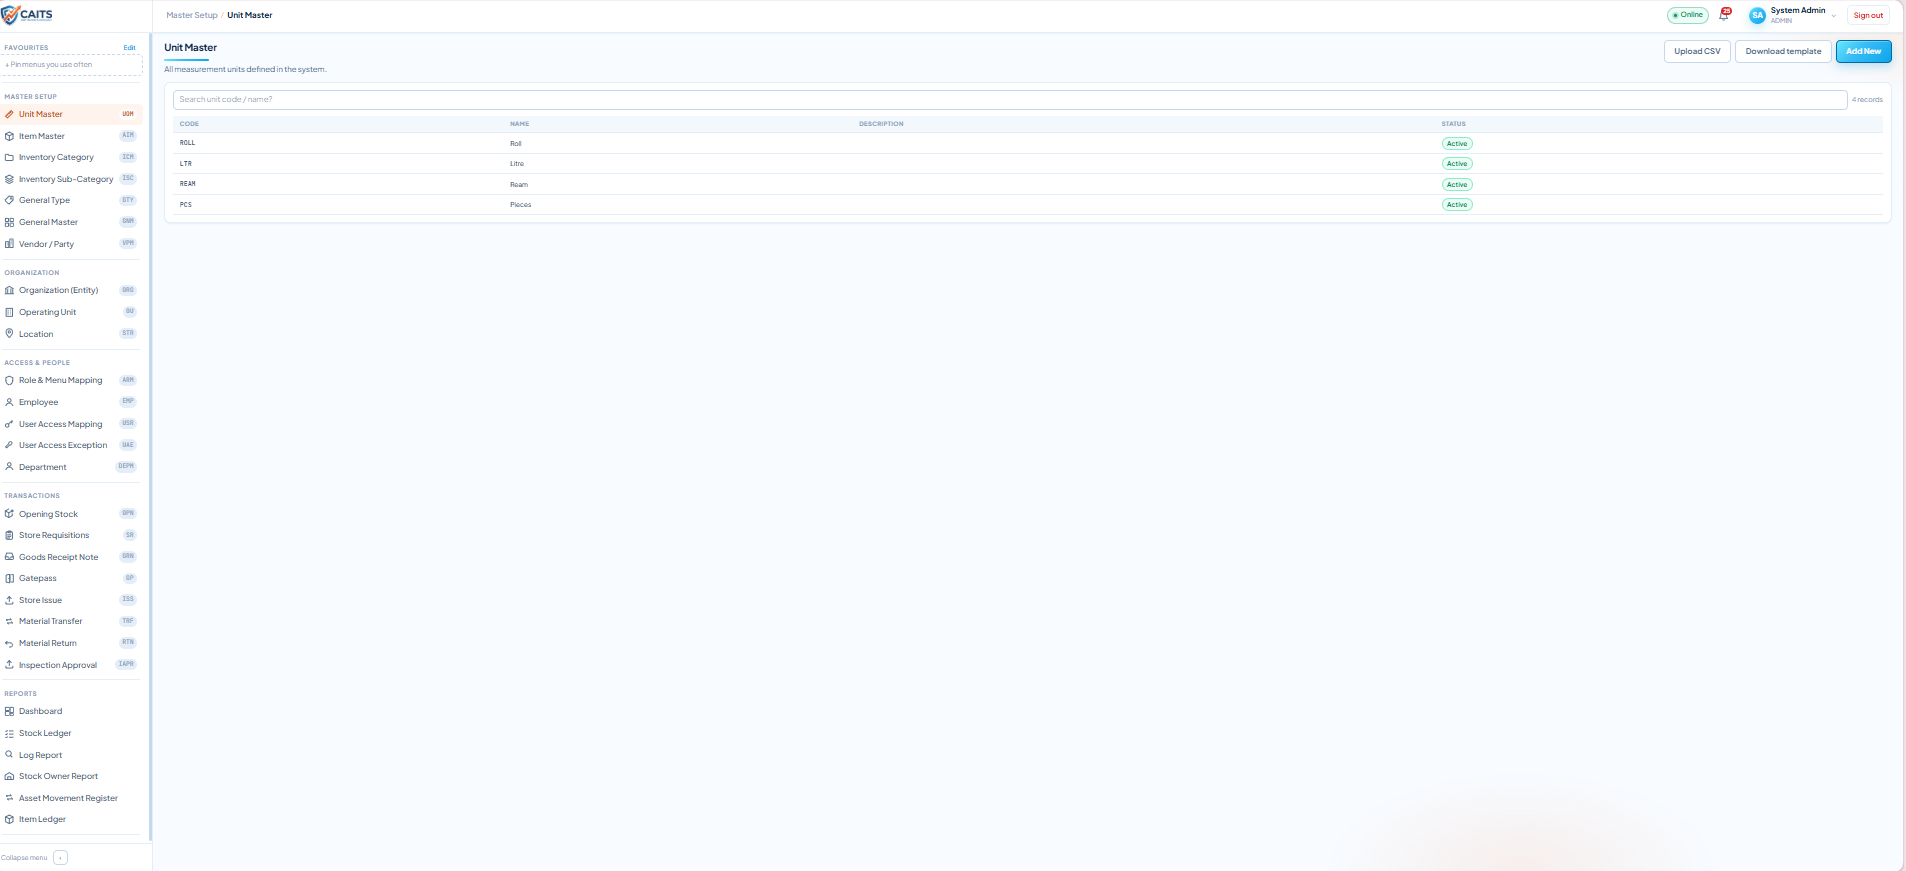 CAITS
Master Setup / Unit Master
Online
25
SA
System Admin
ADMIN
Sign out
FAVOURITES
Edit
+ Pin menus you use often
MASTER SETUP
Unit Master UOM
Item Master AIM
Inventory Category ICM
Inventory Sub-Category ISC
General Type GTY
General Master GNM
Vendor / Party VPM
ORGANIZATION
Organization (Entity) ORG
Operating Unit OU
Location STR
ACCESS & PEOPLE
Role & Menu Mapping ARM
Employee EMP
User Access Mapping USR
User Access Exception UAE
Department DEPM
TRANSACTIONS
Opening Stock OPN
Store Requisitions SR
Goods Receipt Note GRN
Gatepass GP
Store Issue ISS
Material Transfer TRF
Material Return RTN
Inspection Approval IAPR
REPORTS
Dashboard
Stock Ledger
Log Report
Stock Owner Report
Asset Movement Register
Item Ledger
Collapse menu
Unit Master
All measurement units defined in the system.
Upload CSV
Download template
Add New
Search unit code / name?
4 records
CODE NAME DESCRIPTION STATUS
ROLL Roll Active
LTR Litre Active
REAM Ream Active
PCS Pieces Active